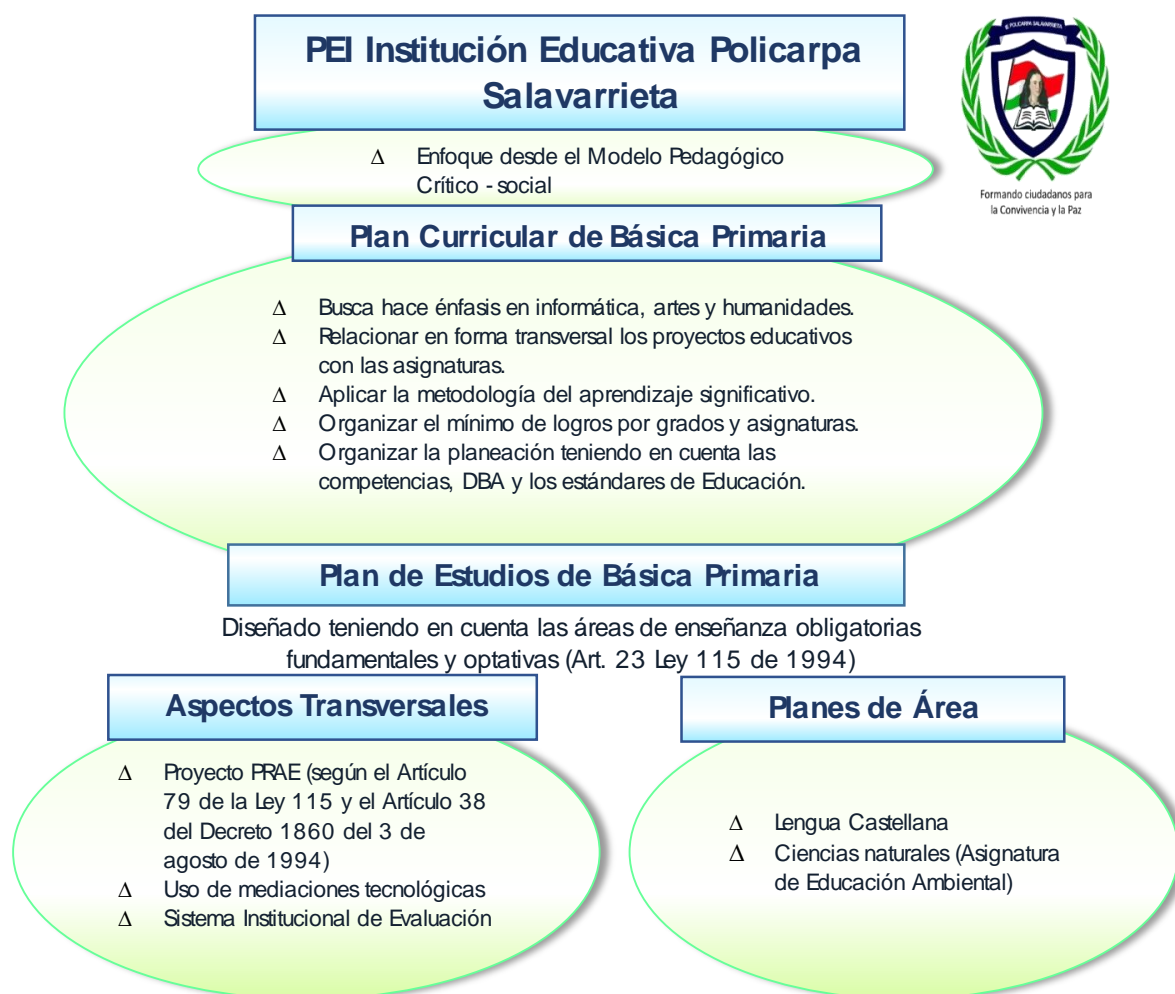 PEI Institución Educativa Policarpa
Salavarrieta
IE POLICARPA SALAVARRIETA
Formando ciudadanos para
la Convivencia y la Paz
∆ Enfoque desde el Modelo Pedagógico
Crítico - social
Plan Curricular de Básica Primaria
∆ Busca hace énfasis en informática, artes y humanidades.
∆ Relacionar en forma transversal los proyectos educativos
con las asignaturas.
∆ Aplicar la metodología del aprendizaje significativo.
∆ Organizar el mínimo de logros por grados y asignaturas.
∆ Organizar la planeación teniendo en cuenta las
competencias, DBA y los estándares de Educación.
Plan de Estudios de Básica Primaria
Diseñado teniendo en cuenta las áreas de enseñanza obligatorias
fundamentales y optativas (Art. 23 Ley 115 de 1994)
Aspectos Transversales
∆ Proyecto PRAE (según el Artículo
79 de la Ley 115 y el Artículo 38
del Decreto 1860 del 3 de
agosto de 1994)
∆ Uso de mediaciones tecnológicas
∆ Sistema Institucional de Evaluación
Planes de Área
∆ Lengua Castellana
∆ Ciencias naturales (Asignatura
de Educación Ambiental)